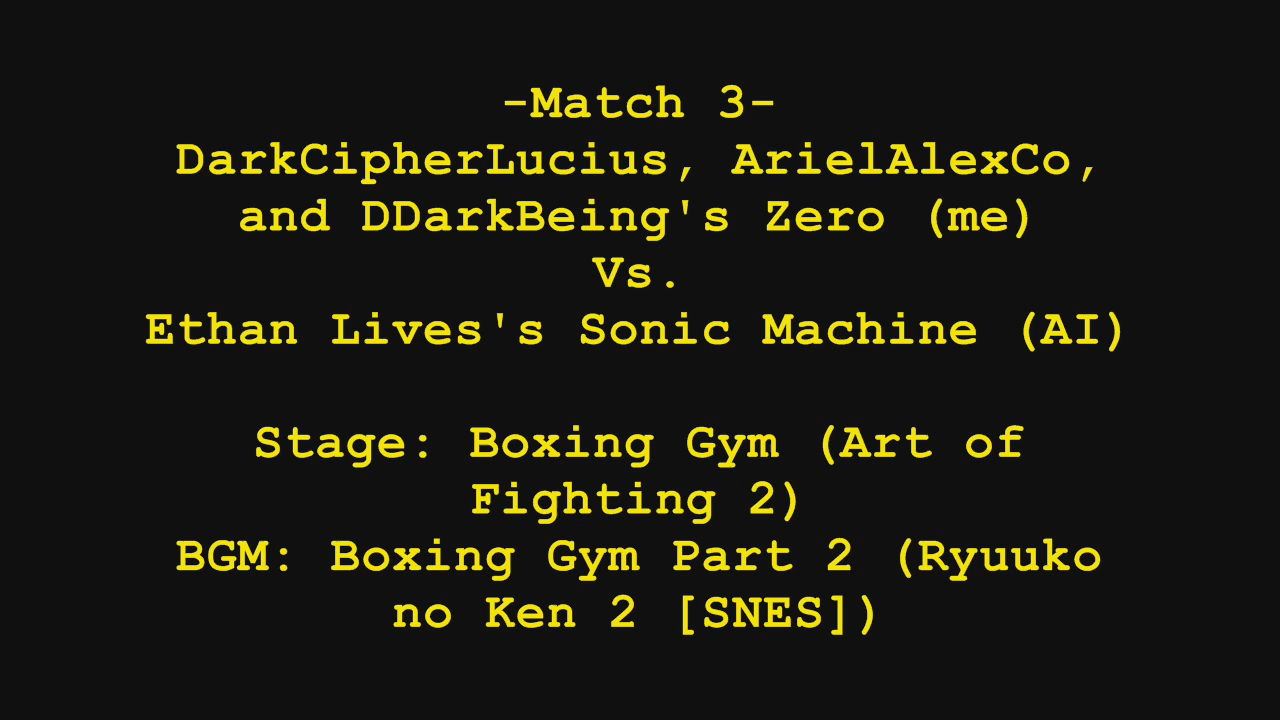 -Match 3-
DarkCipherLucius, ArielAlexCo,
and DDarkBeing's Zero (me)
Vs.
Ethan Lives's Sonic Machine (AI)
Stage: Boxing Gym (Art of
Fighting 2)
BGM: Boxing Gym Part 2 (Ryuuko
no Ken 2 [SNES])